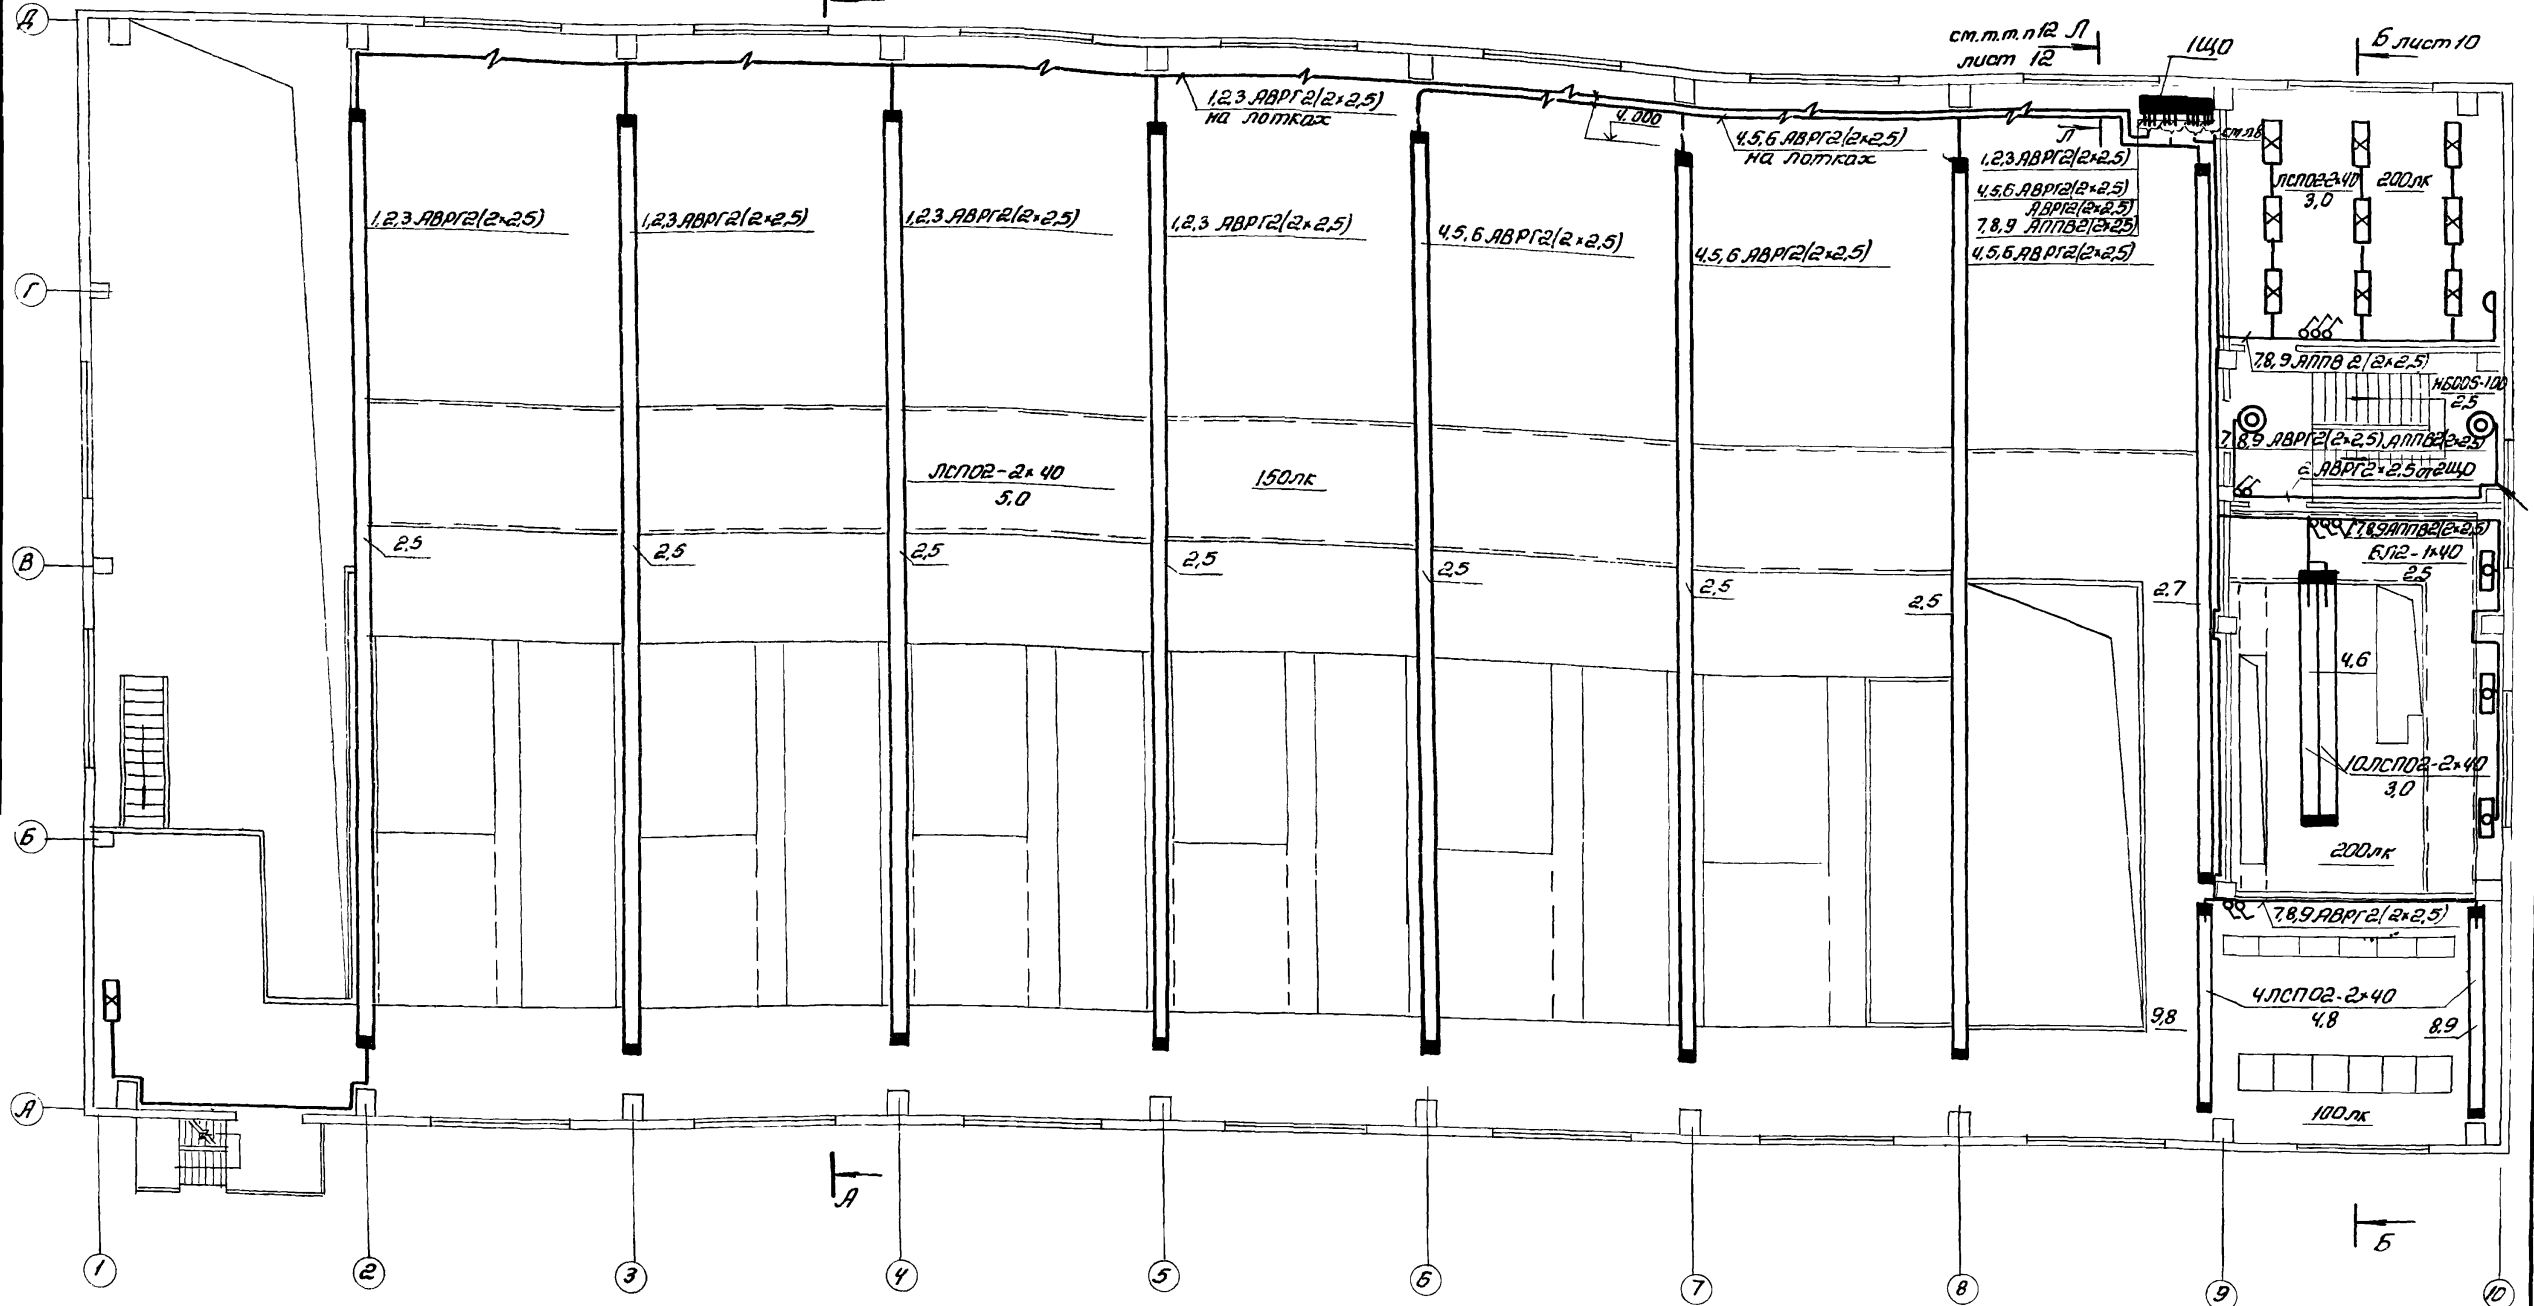 Д
см.т.т.п12 Л
лист 12
1ЩО
Б лист 10
1,2,3 АВРГ2(2×2,5)
на лотках
4.000
4,5,6 АВРГ2(2×2,5)
на лотках
Л
см.п8
1,2,3 АВРГ2(2×2,5)
4,5,6 АВРГ2(2×2,5)
АВРГ2(2×2,5)
7,8,9 АППВ2(2×2,5)
4,5,6 АВРГ2(2×2,5)
ЛСП02-2×40
3,0
200лк
1,2,3 АВРГ2(2×2,5)
1,2,3 АВРГ2(2×2,5)
1,2,3 АВРГ2(2×2,5)
1,2,3 АВРГ2(2×2,5)
4,5,6 АВРГ2(2×2,5)
4,5,6 АВРГ2(2×2,5)
Г
7,8,9 АППВ 2(2×2,5)
НБ005-100
2,5
7,8,9 АВРГ2(2×2,5) АППВ2(2×2,5)
2 АВРГ2×2,5 от 2ЩО
ЛСП02-2×40
5,0
150лк
7,8,9 АППВ2(2×2,5)
БЛ2-1×40
2,5
В
2,5
2,5
2,5
2,5
2,5
2,5
2,5
2,7
4,6
10ЛСП02-2×40
3,0
Б
200лк
7,8,9 АВРГ2(2×2,5)
4ЛСП02-2×40
4,8
9,8
8,9
А
100лк
А
Б
1
2
3
4
5
6
7
8
9
10